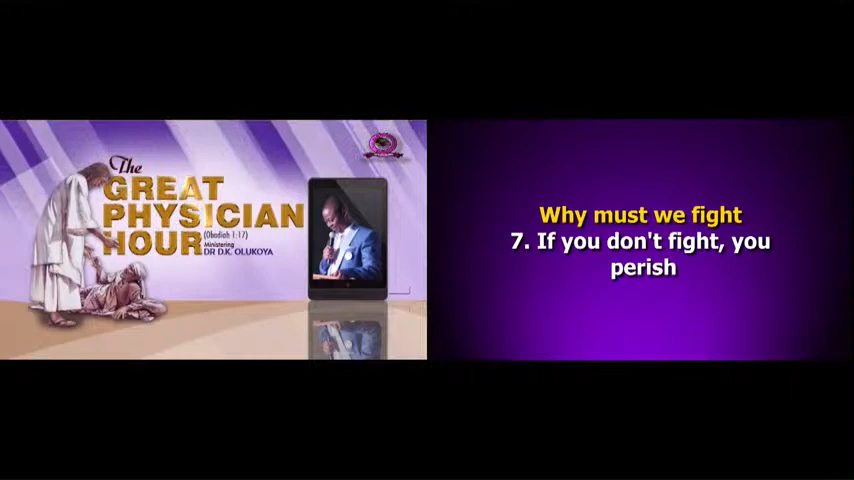 The
GREAT
PHYSICIAN
HOUR
(Obadiah 1:17)
Ministering
DR D.K. OLUKOYA
Why must we fight
7. If you don't fight, you
perish